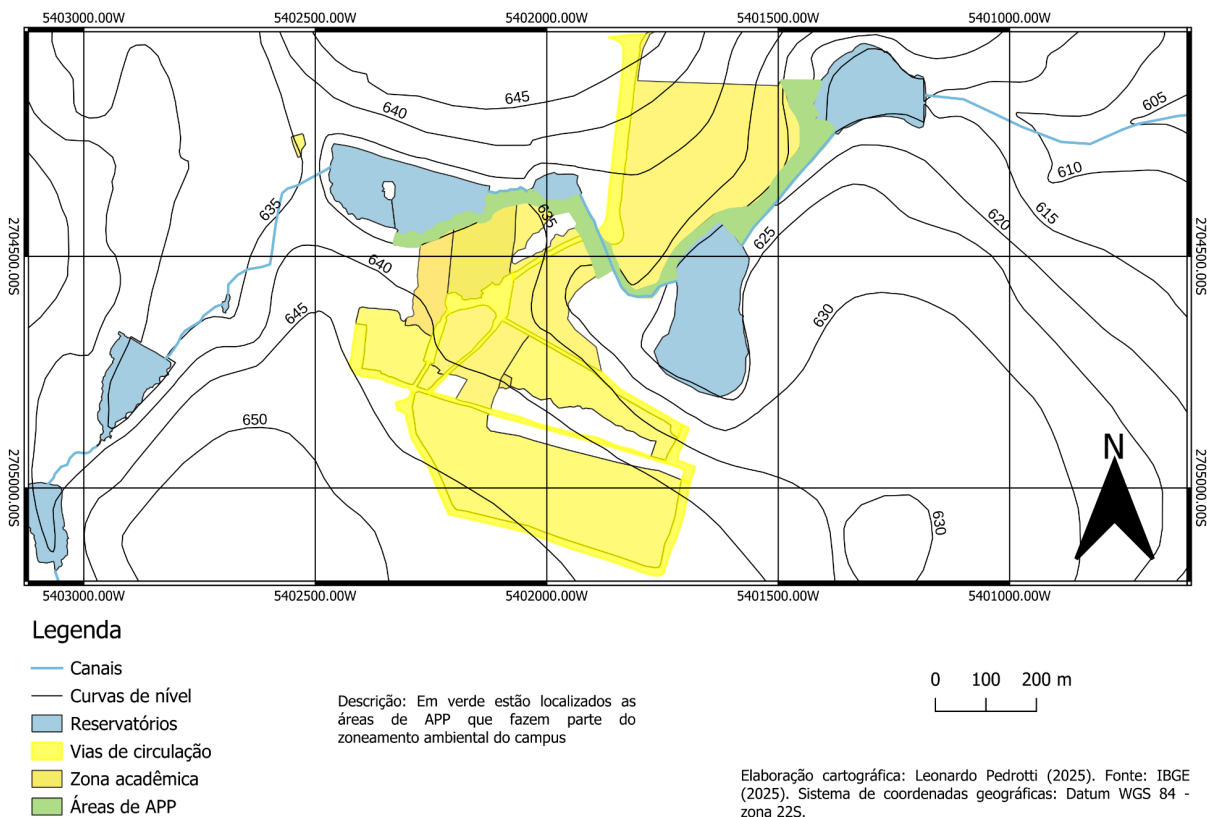 5403000.00W 5402500.00W 5402000.00W 5401500.00W 5401000.00W
645
640
605
610
635
635
615
620
2704500.00S
2704500.00S
625
640
645
630
650
N
2705000.00S
2705000.00S
630
5403000.00W 5402500.00W 5402000.00W 5401500.00W 5401000.00W
Legenda
Canais
Curvas de nível
Reservatórios
Vias de circulação
Zona acadêmica
Áreas de APP
Descrição: Em verde estão localizados as
áreas de APP que fazem parte do
zoneamento ambiental do campus
0 100 200 m
Elaboração cartográfica: Leonardo Pedrotti (2025). Fonte: IBGE
(2025). Sistema de coordenadas geográficas: Datum WGS 84 -
zona 22S.